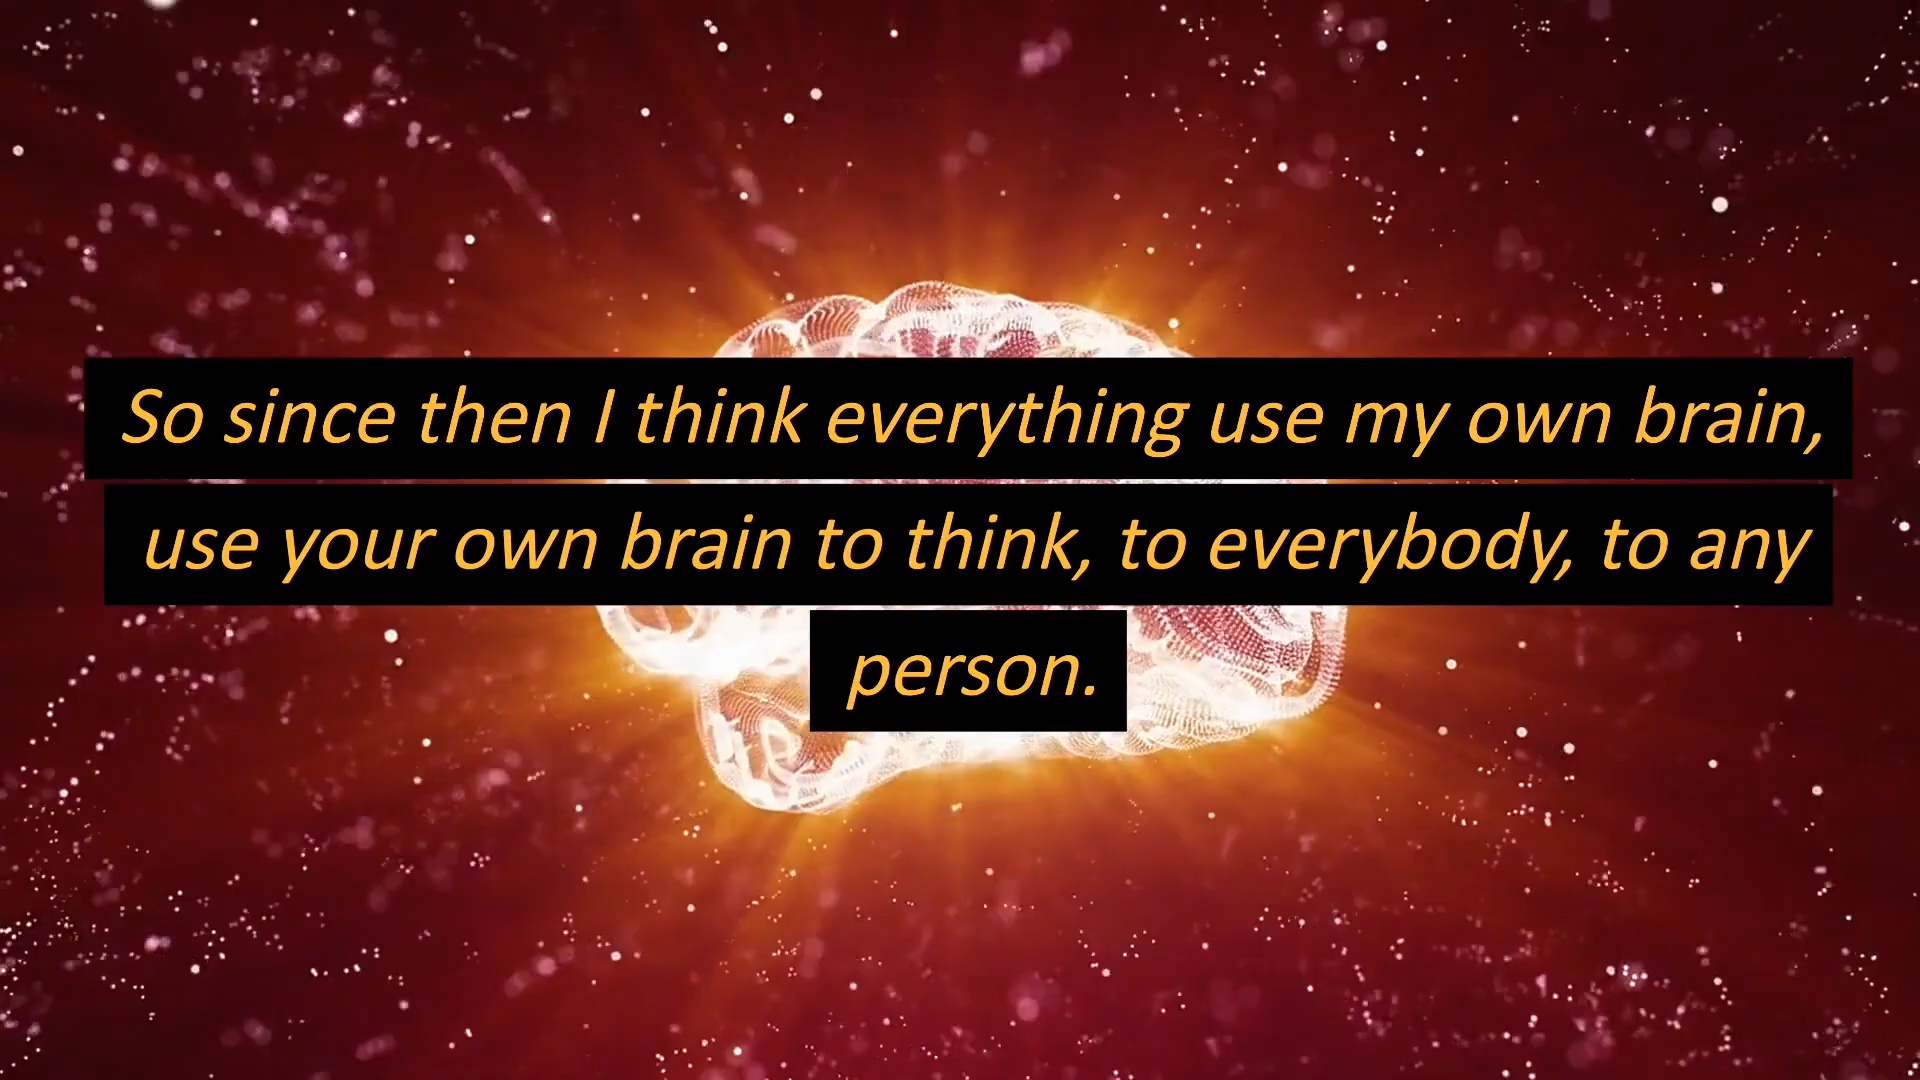 So since then I think everything use my own brain,
use your own brain to think, to everybody, to any
person.